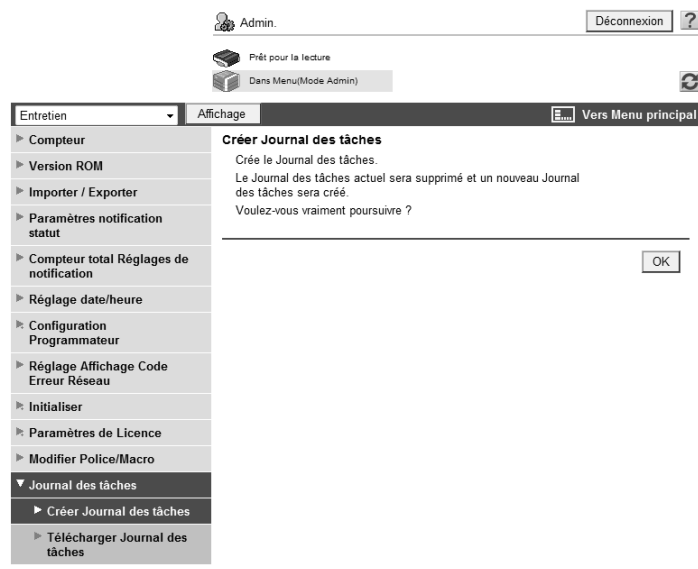 Admin.
Déconnexion
?
Prêt pour la lecture
Dans Menu(Mode Admin)
Entretien
Affichage
Vers Menu principal
Compteur
Version ROM
Importer / Exporter
Paramètres notification
statut
Compteur total Réglages de
notification
Réglage date/heure
Configuration
Programmateur
Réglage Affichage Code
Erreur Réseau
Initialiser
Paramètres de Licence
Modifier Police/Macro
Journal des tâches
Créer Journal des tâches
Télécharger Journal des
tâches
Créer Journal des tâches
Crée le Journal des tâches.
Le Journal des tâches actuel sera supprimé et un nouveau Journal
des tâches sera créé.
Voulez-vous vraiment poursuivre ?
OK